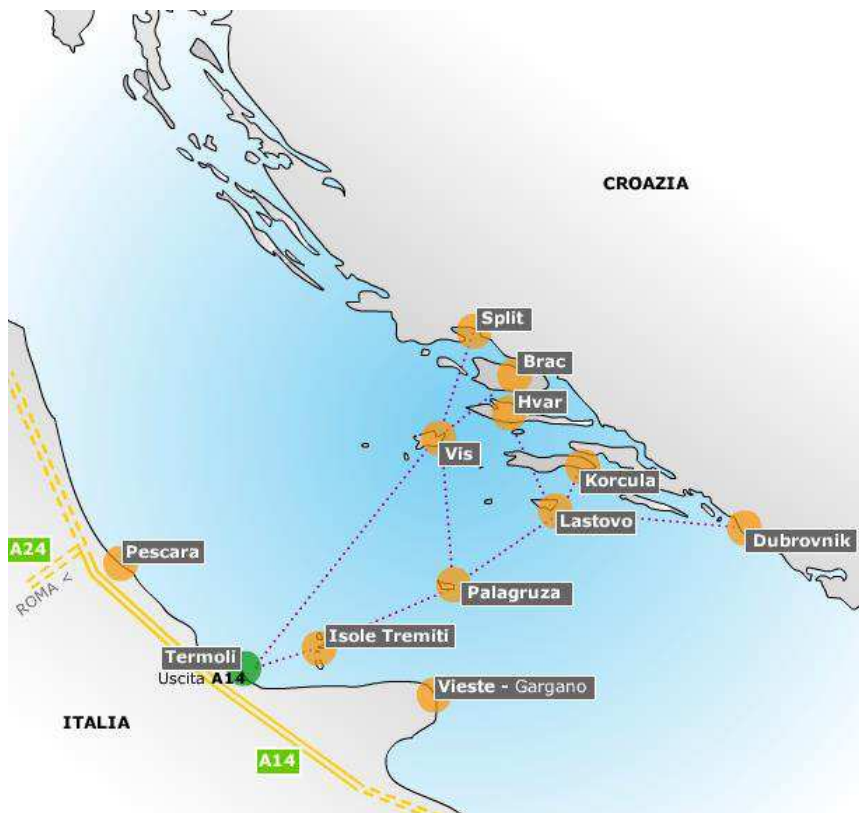 CROAZIA
Split
Brac
Hvar
Vis
Korcula
Lastovo
Dubrovnik
A24
Pescara
ROMA <
Palagruza
Isole Tremiti
Termoli
Uscita A14
Vieste - Gargano
ITALIA
A14